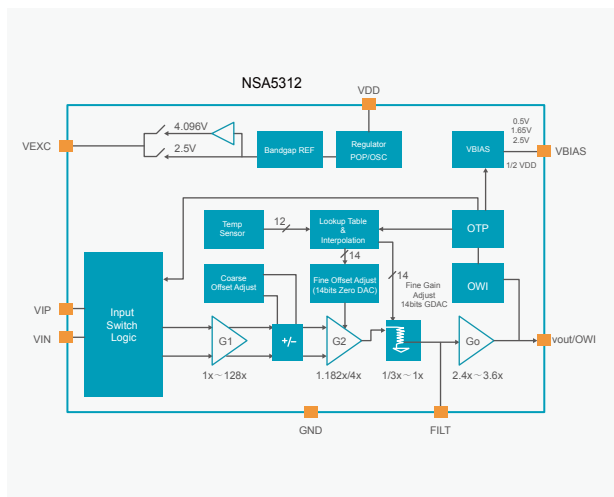 NSA5312
VDD
VEXC
4.096V
2.5V
Bandgap REF
Regulator
POP/OSC
VBIAS
0.5V
1.65V
2.5V
1/2 VDD
VBIAS
Temp
Sensor
12
Lookup Table
&
Interpolation
OTP
14
14
Coarse
Offset Adjust
Fine Offset Adjust
(14bits Zero DAC)
Fine Gain
Adjust
14bits GDAC
OWI
VIP
VIN
Input
Switch
Logic
G1
+/−
G2
Go
vout/OWI
1x～128x
1.182x/4x
1/3x～1x
2.4x～3.6x
GND
FILT